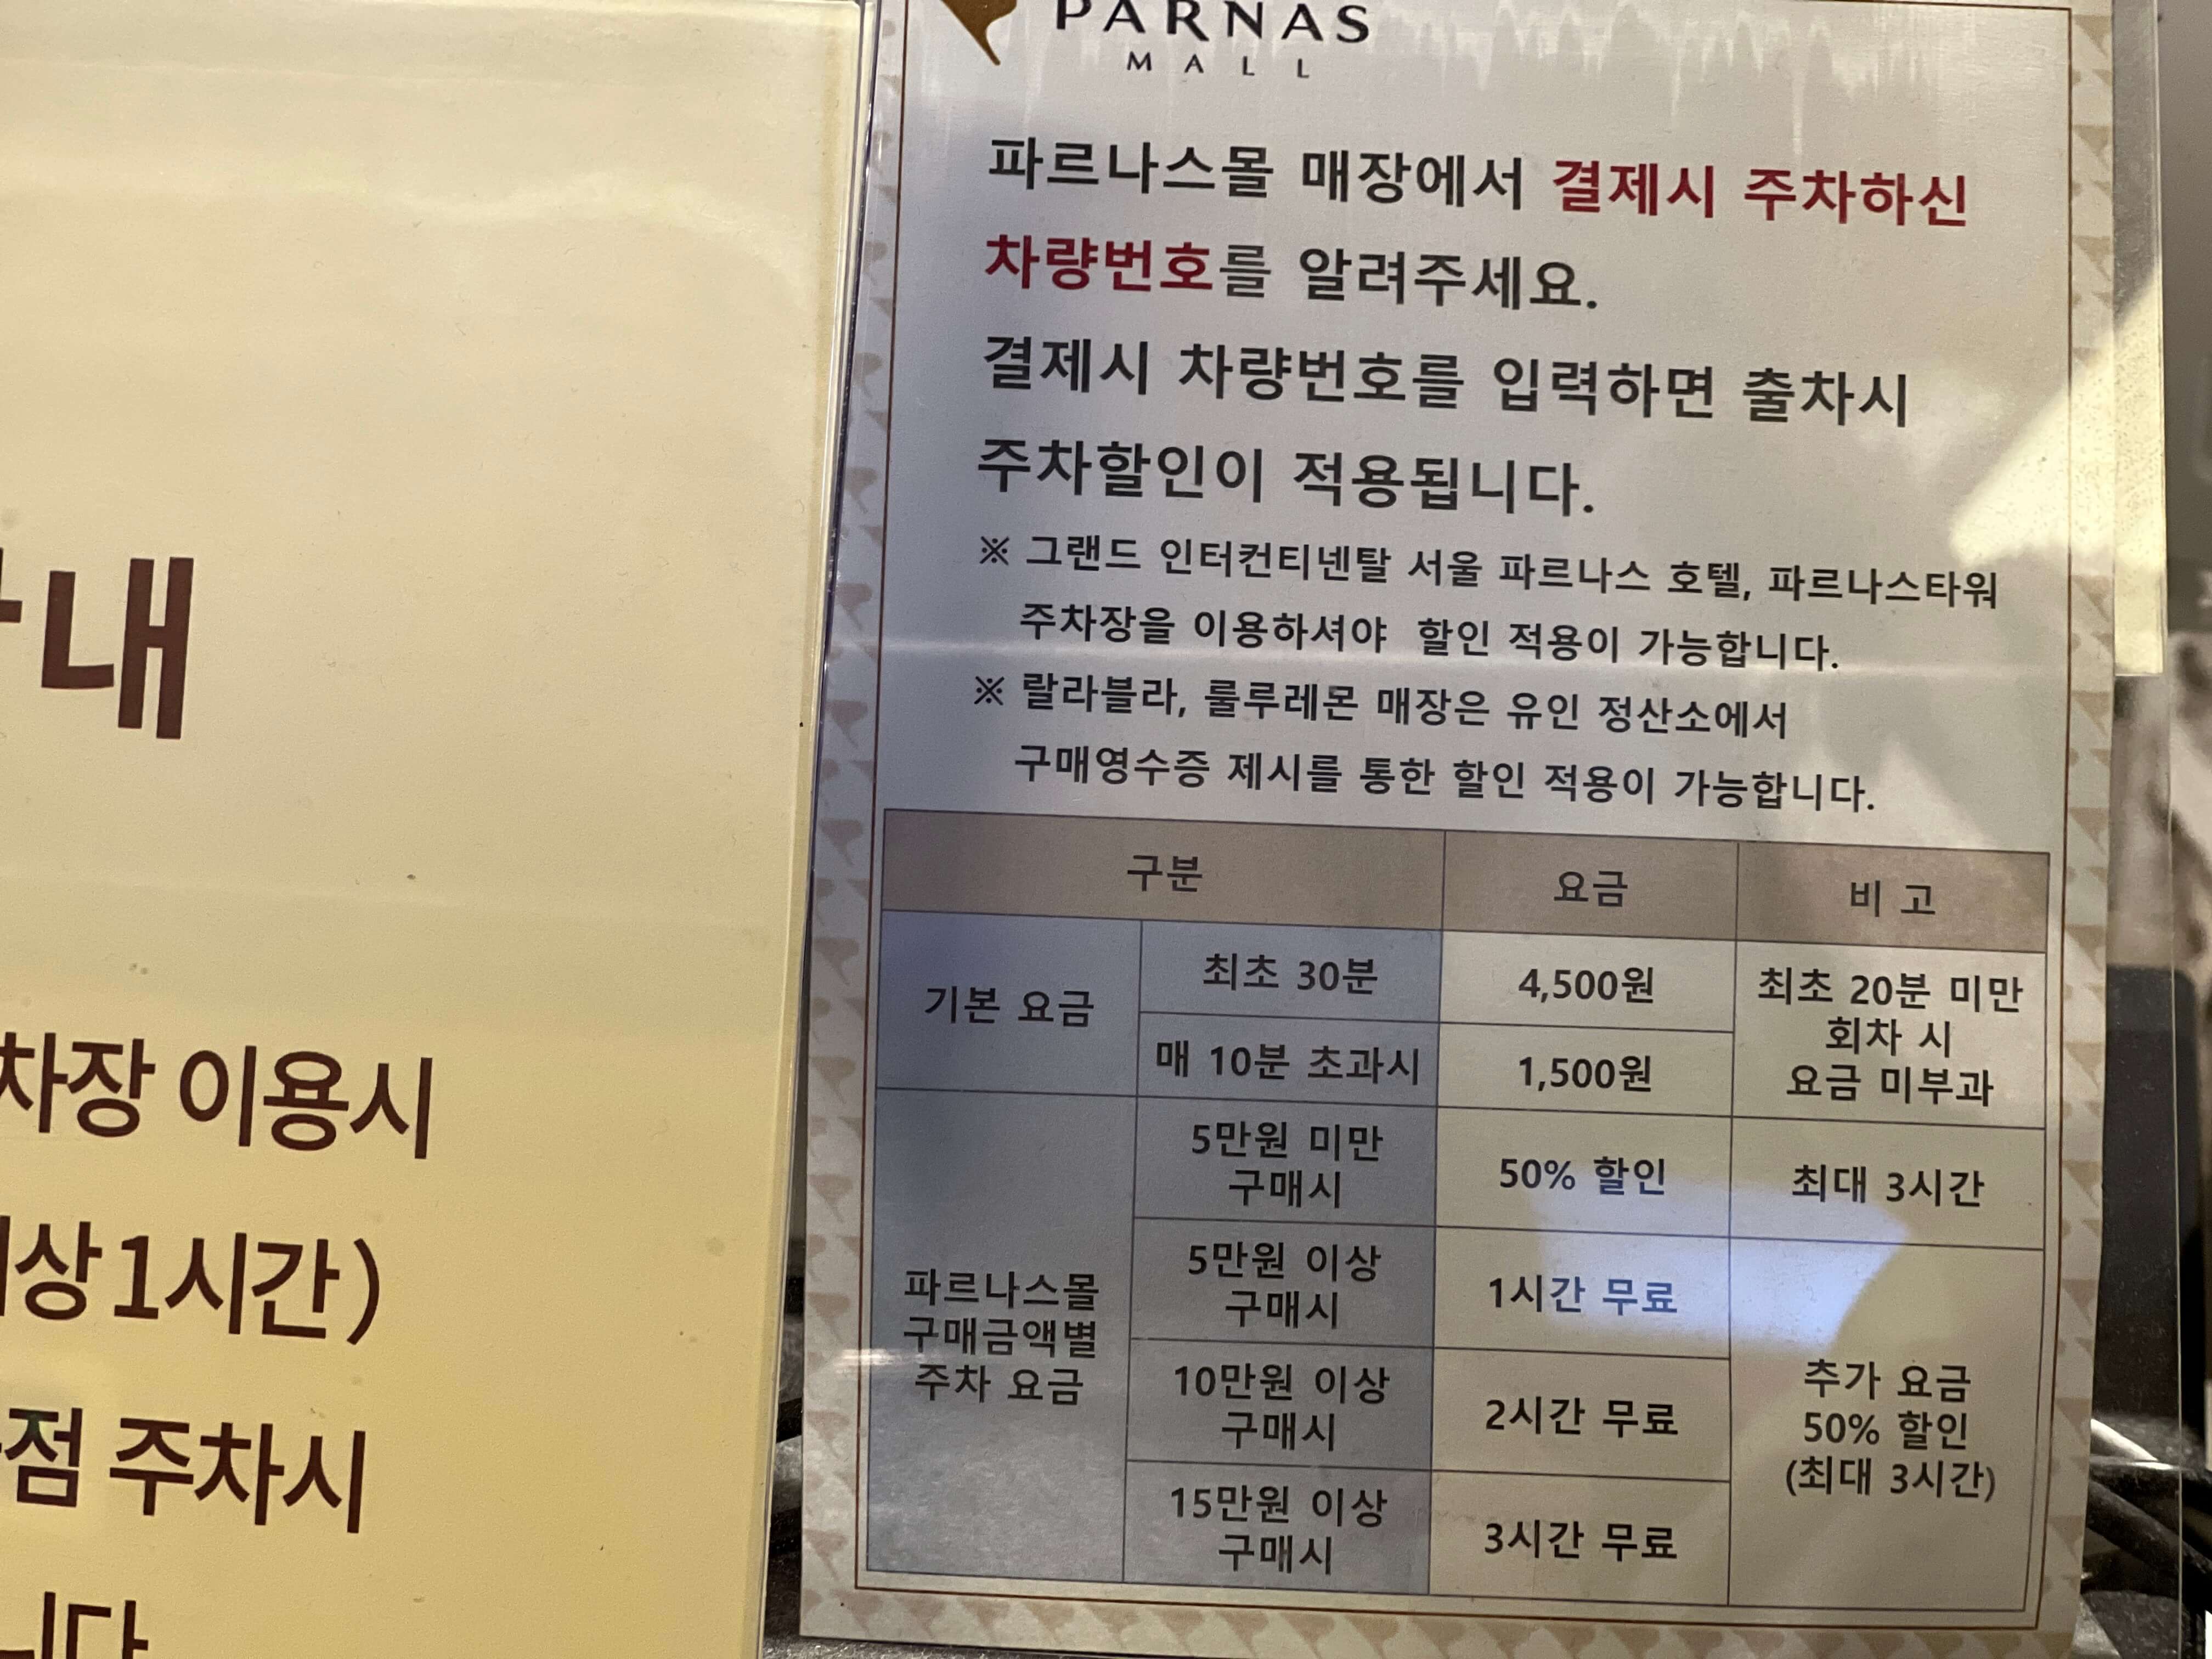 내
차장 이용시
상 1시간)
점 주차시
니다
PARNAS
MALL
파르나스몰 매장에서 결제시 주차하신
차량번호를 알려주세요.
결제시 차량번호를 입력하면 출차시
주차할인이 적용됩니다.
※ 그랜드 인터컨티넨탈 서울 파르나스 호텔, 파르나스타워
주차장을 이용하셔야 할인 적용이 가능합니다.
※ 랄라블라, 룰루레몬 매장은 유인 정산소에서
구매영수증 제시를 통한 할인 적용이 가능합니다.
구분 요금 비 고
기본 요금
최초 30분 4,500원
매 10분 초과시 1,500원
최초 20분 미만
회차 시
요금 미부과
파르나스몰
구매금액별
주차 요금
5만원 미만
구매시
50% 할인
최대 3시간
5만원 이상
구매시
1시간 무료
10만원 이상
구매시
2시간 무료
15만원 이상
구매시
3시간 무료
추가 요금
50% 할인
(최대 3시간)